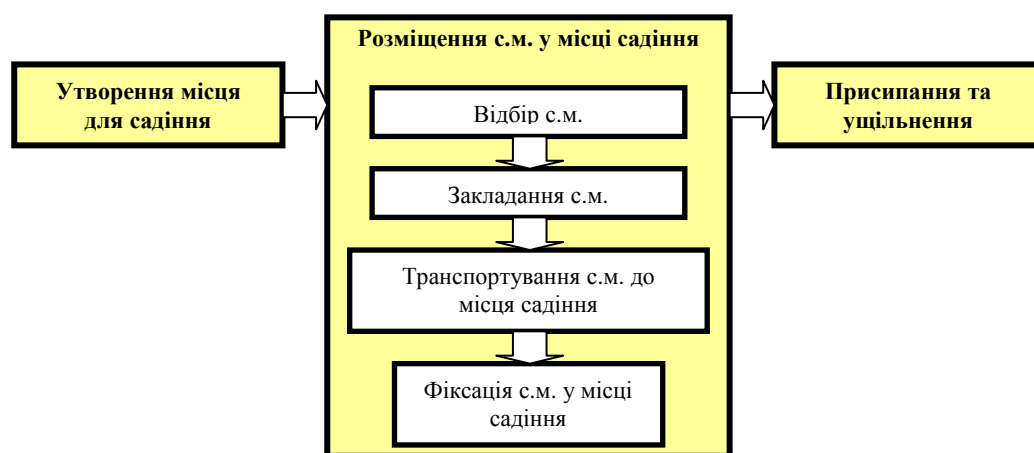 Утворення місця
для садіння
Розміщення с.м. у місці садіння
Відбір с.м.
Закладання с.м.
Транспортування с.м. до
місця садіння
Фіксація с.м. у місці
садіння
Присипання та
ущільнення